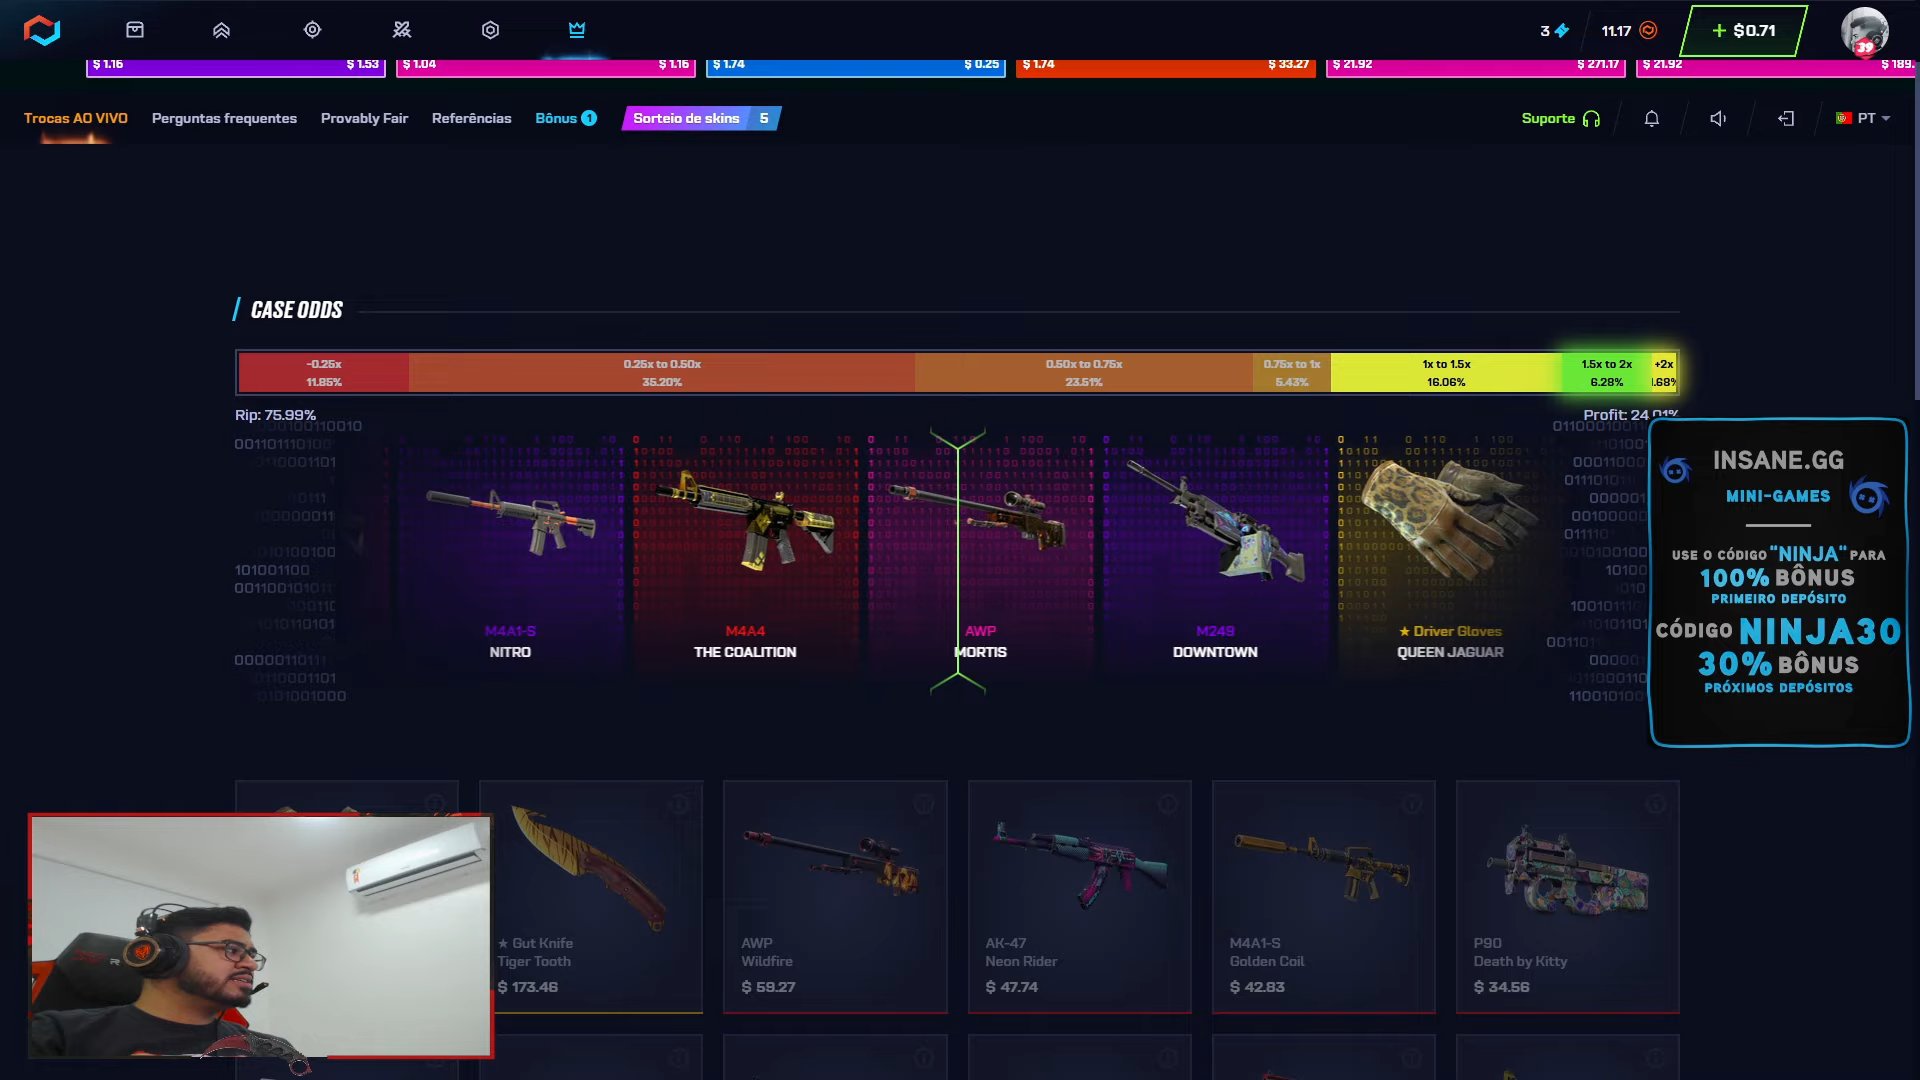 3
11.17
+ $0.71
39
$ 1.16 $ 1.53
$ 1.04 $ 1.16
$ 1.74 $ 0.25
$ 1.74 $ 33.27
$ 21.92 $ 271.17
$ 21.92 $ 189.
Trocas AO VIVO
Perguntas frequentes
Provably Fair
Referências
Bônus 1
Sorteio de skins 5
Suporte
PT
CASE ODDS
-0.25x
11.85%
0.25x to 0.50x
35.20%
0.50x to 0.75x
23.51%
0.75x to 1x
5.43%
1x to 1.5x
16.06%
1.5x to 2x
6.28%
+2x
.68%
Rip: 75.99%
Profit: 24.01%
M4A1-S
NITRO
M4A4
THE COALITION
AWP
MORTIS
M249
DOWNTOWN
★ Driver Gloves
QUEEN JAGUAR
INSANE.GG
MINI-GAMES
USE O CÓDIGO "NINJA" PARA
100% BÔNUS
PRIMEIRO DEPÓSITO
CÓDIGO NINJA30
30% BÔNUS
PRÓXIMOS DEPÓSITOS
★ Gut Knife
Tiger Tooth
$ 173.46
AWP
Wildfire
$ 59.27
AK-47
Neon Rider
$ 47.74
M4A1-S
Golden Coil
$ 42.83
P90
Death by Kitty
$ 34.56